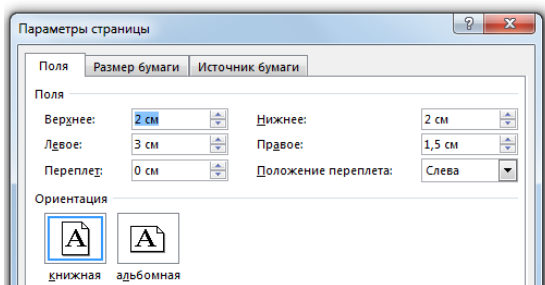 Параметры страницы
Поля Размер бумаги Источник бумаги
Поля
Верхнее: 2 см Нижнее: 2 см
Левое: 3 см Правое: 1,5 см
Переплет: 0 см Положение переплета: Слева
Ориентация
A A
книжная альбомная